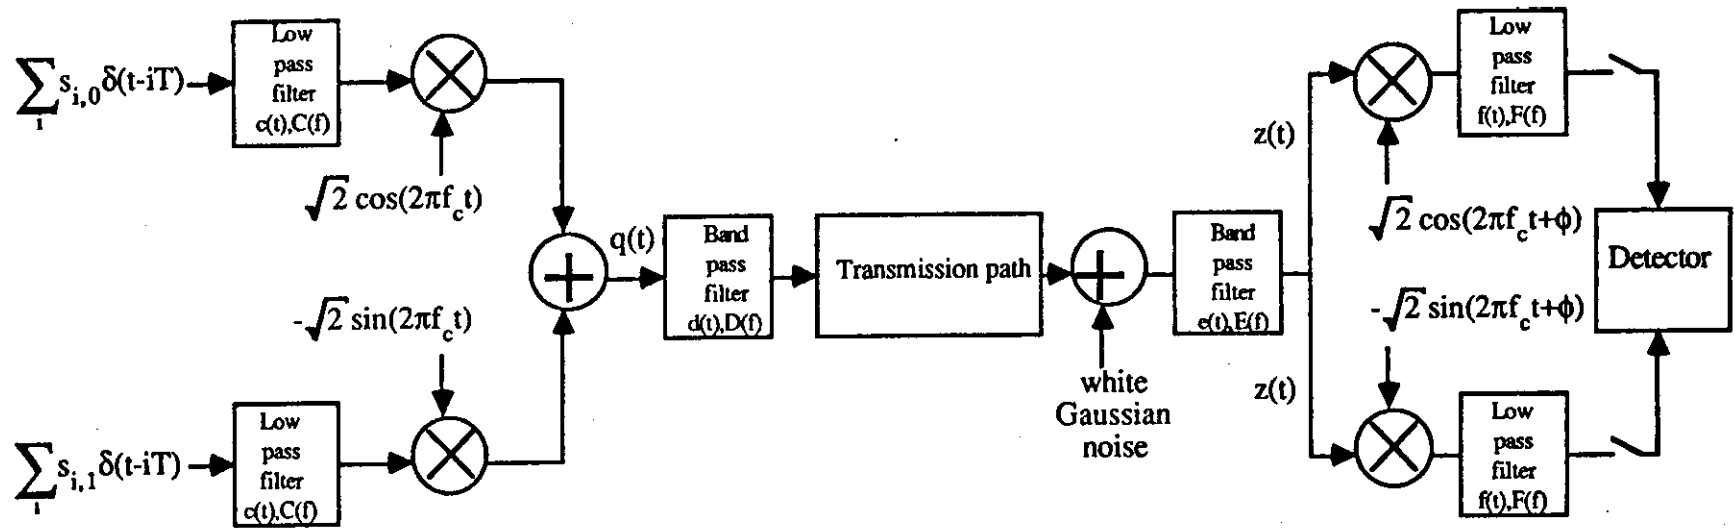 ∑ s_{i,0}δ(t-iT)
i
Low
pass
filter
c(t),C(f)
√2 cos(2πf_c t)
-√2 sin(2πf_c t)
∑ s_{i,1}δ(t-iT)
i
Low
pass
filter
c(t),C(f)
q(t)
Band
pass
filter
d(t),D(f)
Transmission path
white
Gaussian
noise
Band
pass
filter
e(t),E(f)
z(t)
z(t)
Low
pass
filter
f(t),F(f)
√2 cos(2πf_c t+ϕ)
-√2 sin(2πf_c t+ϕ)
Low
pass
filter
f(t),F(f)
Detector